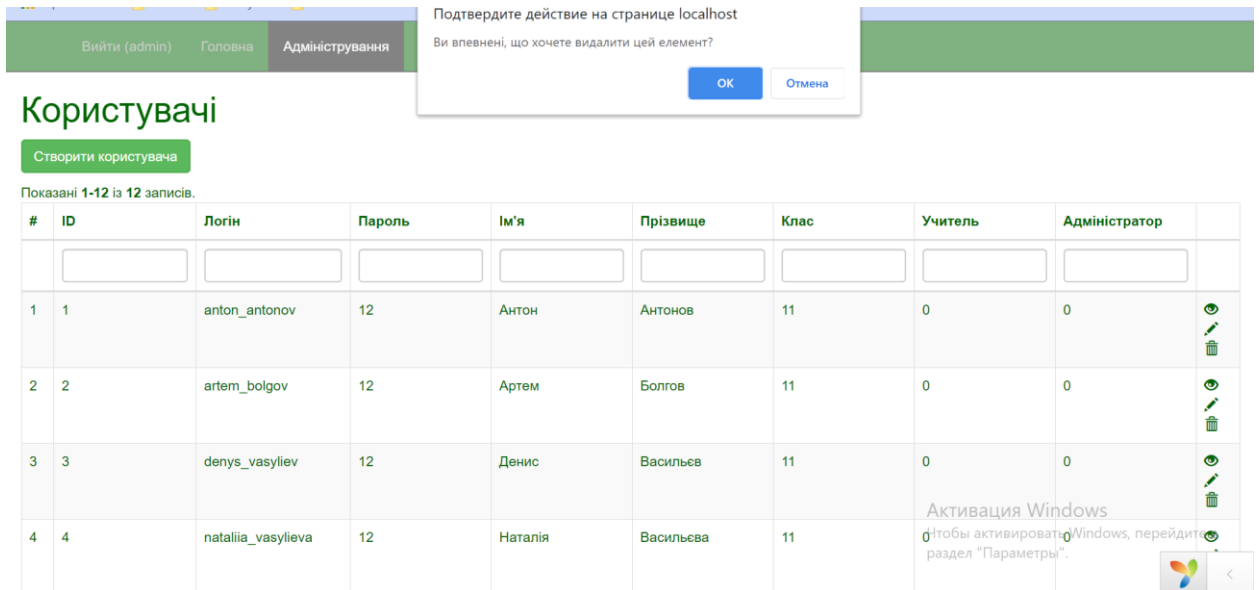 Подтвердите действие на странице localhost
Ви впевнені, що хочете видалити цей елемент?
ОК Отмена
Вийти (admin) Головна Адміністрування
Користувачі
Створити користувача
Показані 1-12 із 12 записів.
# ID Логін Пароль Ім'я Прізвище Клас Учитель Адміністратор
1 1 anton_antonov 12 Антон Антонов 11 0 0
2 2 artem_bolgov 12 Артем Болгов 11 0 0
3 3 denys_vasyliev 12 Денис Васильєв 11 0 0
4 4 nataliia_vasylieva 12 Наталія Васильєва 11 0 0
Активация Windows
Чтобы активировать Windows, перейдите в
раздел "Параметры".